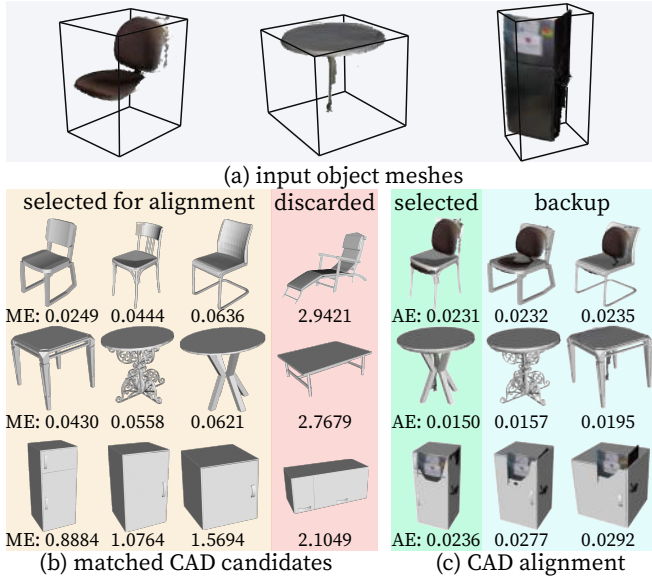 (a) input object meshes
selected for alignment discarded selected backup
ME: 0.0249 0.0444 0.0636 2.9421 AE: 0.0231 0.0232 0.0235
ME: 0.0430 0.0558 0.0621 2.7679 AE: 0.0150 0.0157 0.0195
ME: 0.8884 1.0764 1.5694 2.1049 AE: 0.0236 0.0277 0.0292
(b) matched CAD candidates (c) CAD alignment